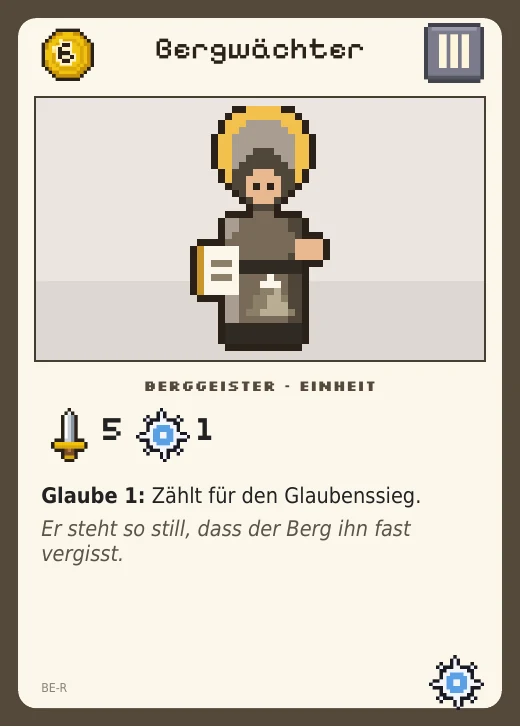 6 Bergwächter III
BERGGEISTER - EINHEIT
5 1
Glaube 1: Zählt für den Glaubenssieg.
Er steht so still, dass der Berg ihn fast
vergisst.
BE-R